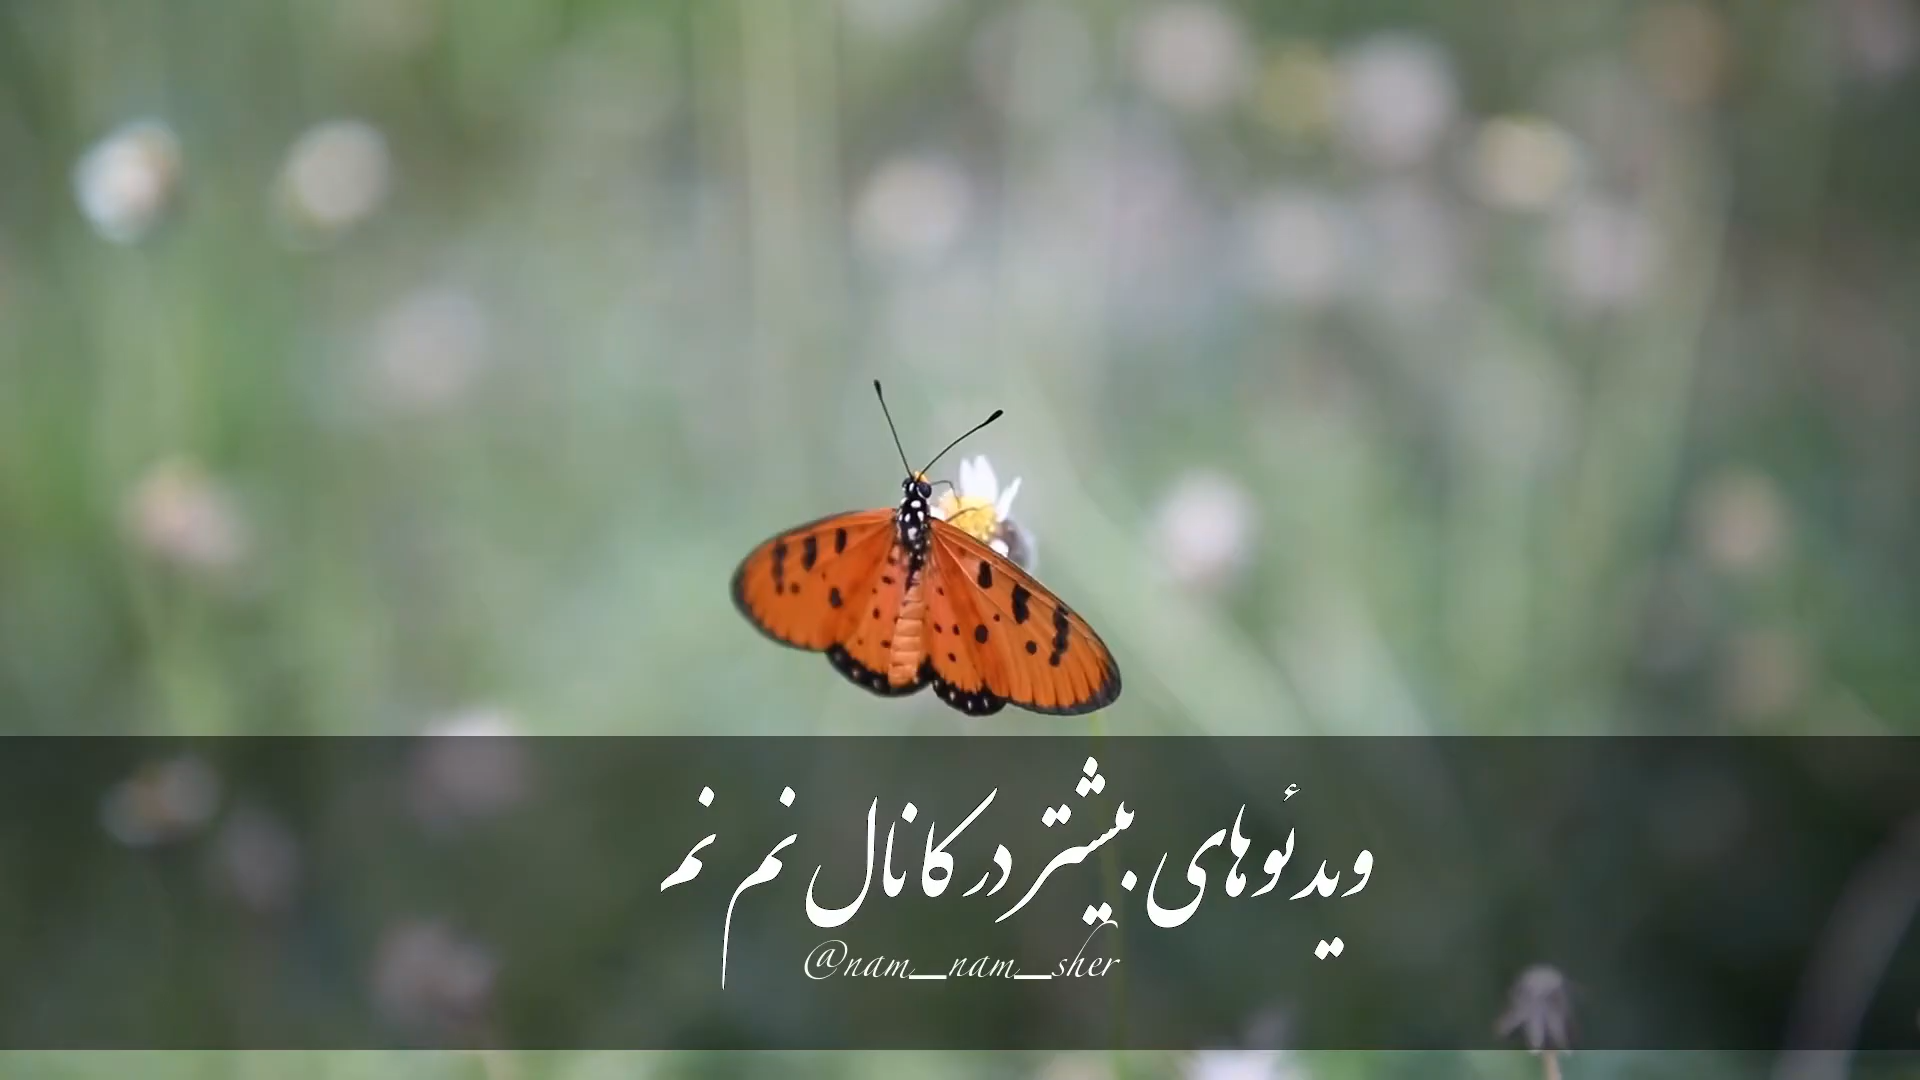 ویدئوهای بیشتر در کانال نم نم
@nam_nam_sher